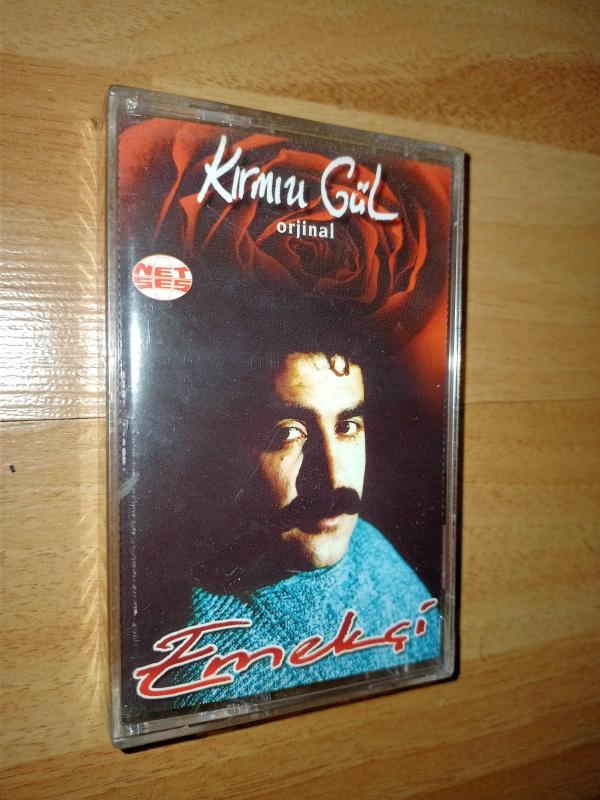 Kırmızı Gül
orjinal
NET
SES
Emekçi